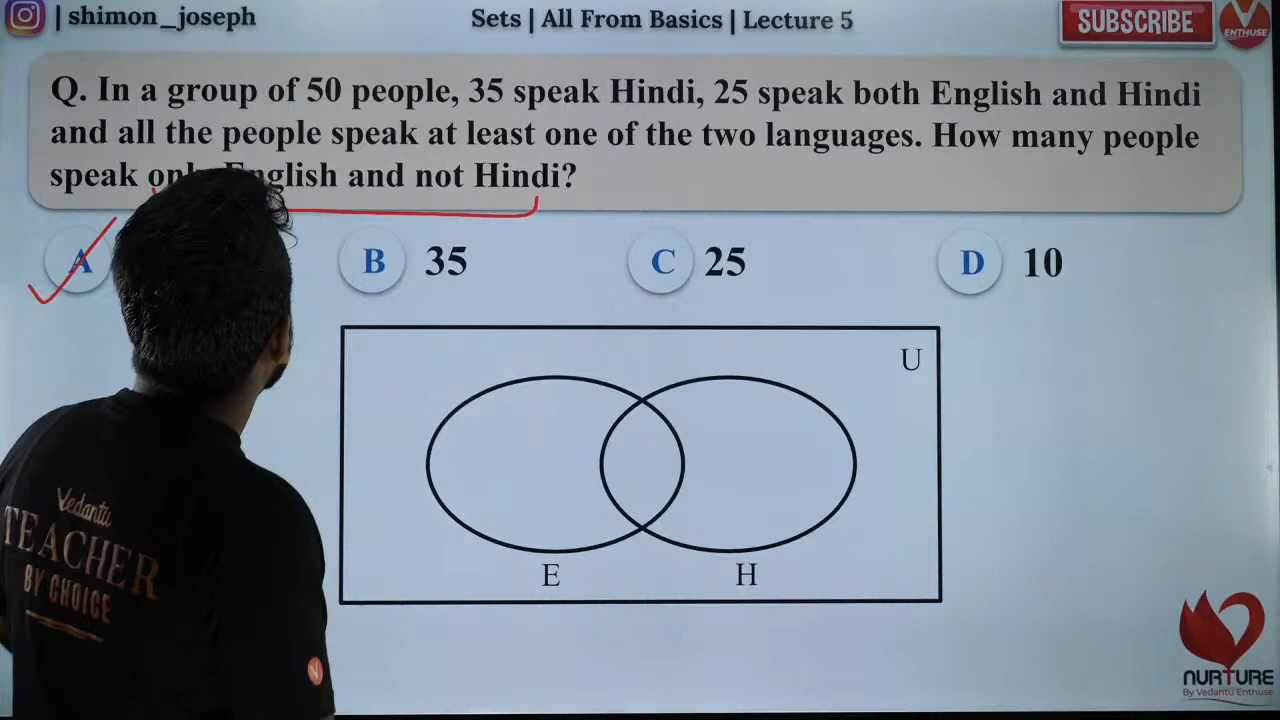 | shimon_joseph
Sets | All From Basics | Lecture 5
SUBSCRIBE
ENTHUSE
Q. In a group of 50 people, 35 speak Hindi, 25 speak both English and Hindi
and all the people speak at least one of the two languages. How many people
speak only English and not Hindi?
A
B 35
C 25
D 10
U
E H
Vedantu
TEACHER
BY CHOICE
NURTURE
By Vedantu Enthuse